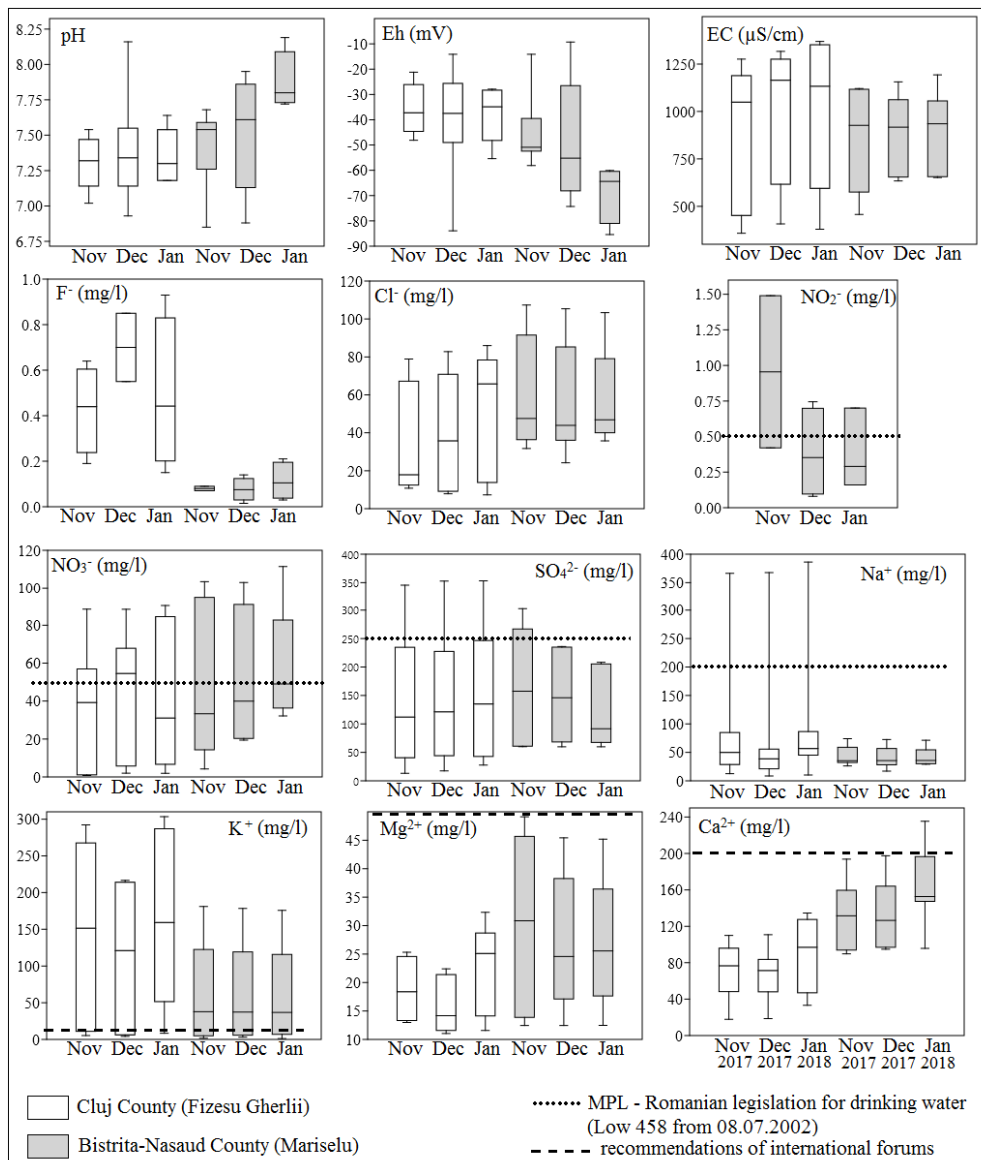 pH
8.25
8.00
7.75
7.50
7.25
7.00
6.75
Nov Dec Jan Nov Dec Jan
Eh (mV)
-10
-20
-30
-40
-50
-60
-70
-80
-90
Nov Dec Jan Nov Dec Jan
EC (µS/cm)
1250
1000
750
500
Nov Dec Jan Nov Dec Jan
F⁻ (mg/l)
1.0
0.8
0.6
0.4
0.2
0.0
Nov Dec Jan Nov Dec Jan
Cl⁻ (mg/l)
120
100
80
60
40
20
0
Nov Dec Jan Nov Dec Jan
NO₂⁻ (mg/l)
1.50
1.25
1.00
0.75
0.50
0.25
0.00
Nov Dec Jan
NO₃⁻ (mg/l)
120
100
80
60
40
20
0
Nov Dec Jan Nov Dec Jan
SO₄²⁻ (mg/l)
400
350
300
250
200
150
100
50
0
Nov Dec Jan Nov Dec Jan
Na⁺ (mg/l)
400
350
300
250
200
150
100
50
0
Nov Dec Jan Nov Dec Jan
K⁺ (mg/l)
300
250
200
150
100
50
0
Nov Dec Jan Nov Dec Jan
Mg²⁺ (mg/l)
45
40
35
30
25
20
15
10
Nov Dec Jan Nov Dec Jan
Ca²⁺ (mg/l)
240
200
160
120
80
40
0
Nov Dec Jan Nov Dec Jan
2017 2017 2018 2017 2017 2018
Cluj County (Fizesu Gherlii)
Bistrita-Nasaud County (Mariselu)
MPL - Romanian legislation for drinking water
(Low 458 from 08.07.2002)
recommendations of international forums